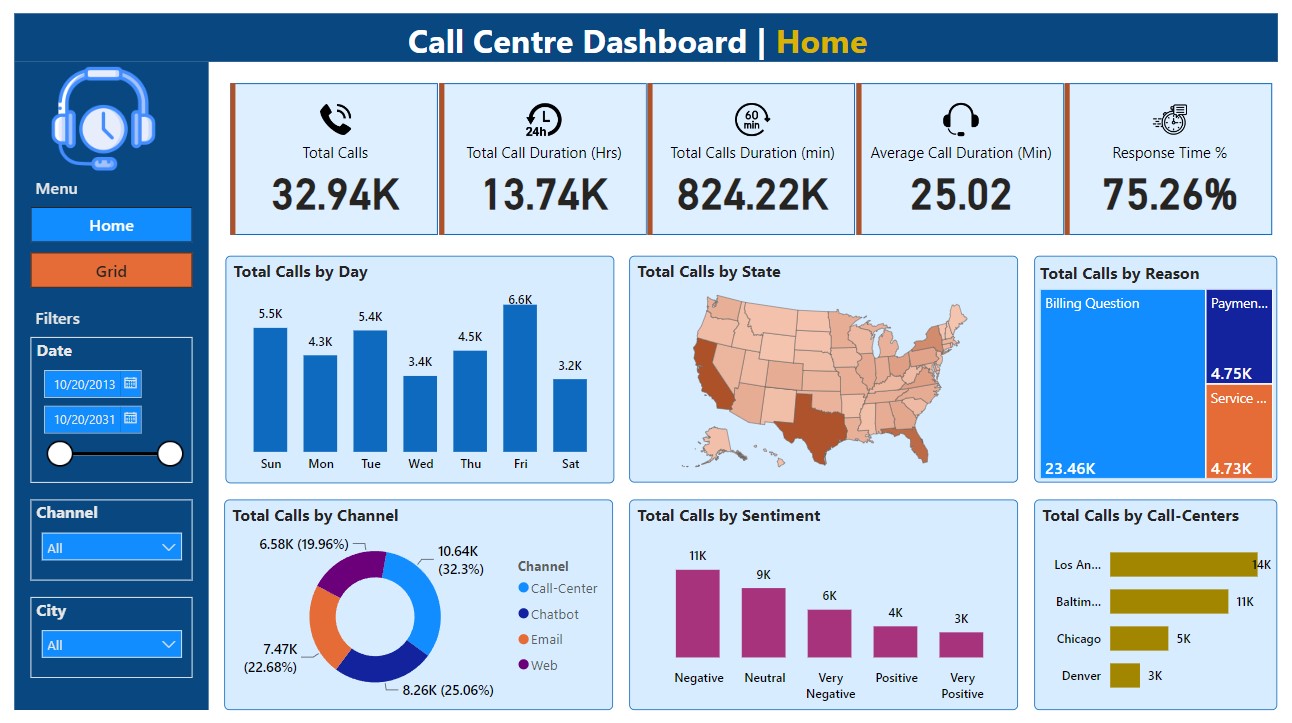 Call Centre Dashboard | Home
Menu
Home
Grid
Filters
Date
10/20/2013
10/20/2031
Channel
All
City
All
24h
60
min
Total Calls
32.94K
Total Call Duration (Hrs)
13.74K
Total Calls Duration (min)
824.22K
Average Call Duration (Min)
25.02
Response Time %
75.26%
Total Calls by Day
5.5K
4.3K
5.4K
3.4K
4.5K
6.6K
3.2K
Sun
Mon
Tue
Wed
Thu
Fri
Sat
Total Calls by State
Total Calls by Reason
Billing Question
23.46K
Paymen...
4.75K
Service ...
4.73K
Total Calls by Channel
6.58K (19.96%)
10.64K
(32.3%)
7.47K
(22.68%)
8.26K (25.06%)
Channel
Call-Center
Chatbot
Email
Web
Total Calls by Sentiment
11K
9K
6K
4K
3K
Negative
Neutral
Very
Negative
Positive
Very
Positive
Total Calls by Call-Centers
Los An...
14K
Baltim...
11K
Chicago
5K
Denver
3K